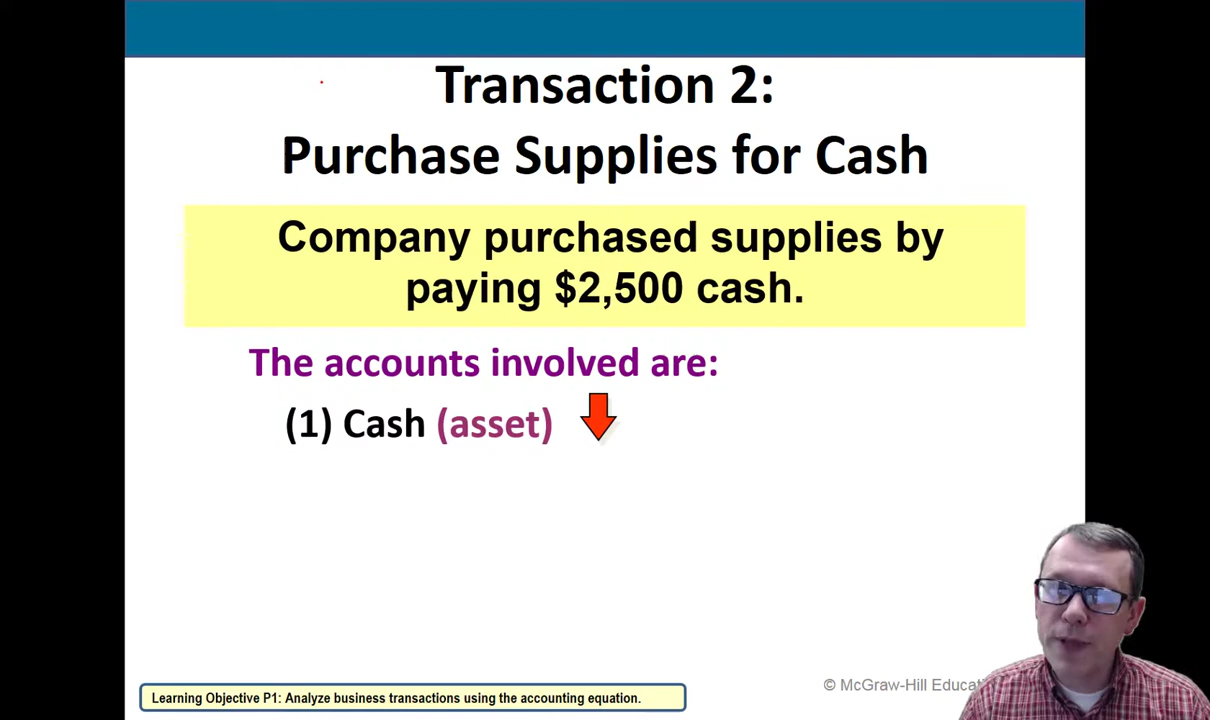 Transaction 2:
Purchase Supplies for Cash
Company purchased supplies by
paying $2,500 cash.
The accounts involved are:
(1) Cash (asset)
Learning Objective P1: Analyze business transactions using the accounting equation.
© McGraw-Hill Educati